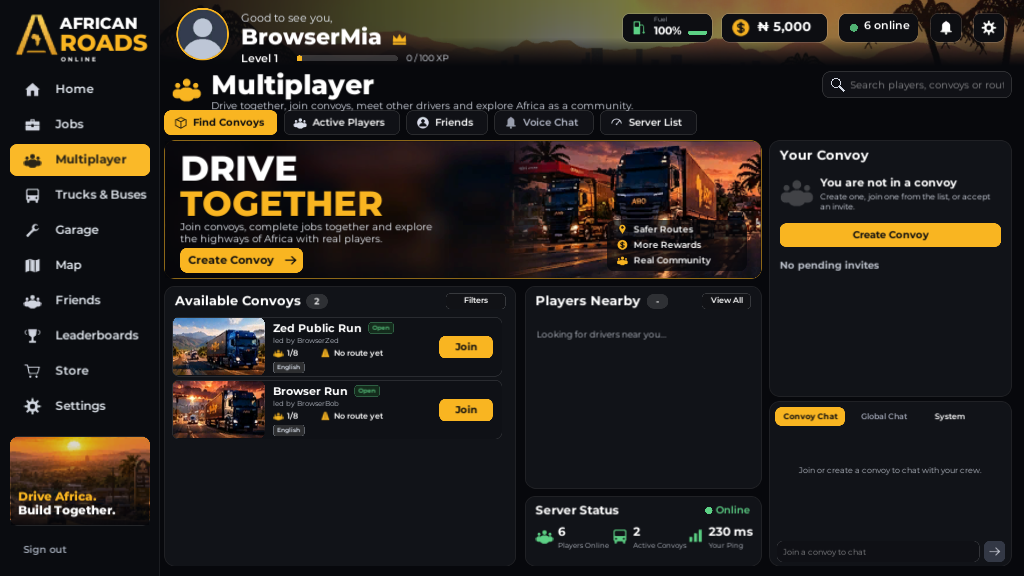 AFRICAN
ROADS
ONLINE
Home
Jobs
Multiplayer
Trucks & Buses
Garage
Map
Friends
Leaderboards
Store
Settings
Drive Africa.
Build Together.
Sign out
Good to see you,
BrowserMia
Level 1
0 / 100 XP
Fuel
100%
₦ 5,000
6 online
Multiplayer
Drive together, join convoys, meet other drivers and explore Africa as a community.
Search players, convoys or rout
Find Convoys
Active Players
Friends
Voice Chat
Server List
DRIVE
TOGETHER
Join convoys, complete jobs together and explore
the highways of Africa with real players.
Create Convoy
Safer Routes
More Rewards
Real Community
Available Convoys
2
Filters
Zed Public Run
Open
led by BrowserZed
1/8
No route yet
English
Join
Browser Run
Open
led by BrowserBob
1/8
No route yet
English
Join
Players Nearby
-
View All
Looking for drivers near you...
Server Status
Online
6
Players Online
2
Active Convoys
230 ms
Your Ping
Your Convoy
You are not in a convoy
Create one, join one from the list, or accept
an invite.
Create Convoy
No pending invites
Convoy Chat
Global Chat
System
Join or create a convoy to chat with your crew.
Join a convoy to chat